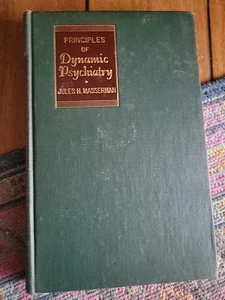 PRINCIPLES
OF
Dynamic
Psychiatry
JULES H. MASSERMAN